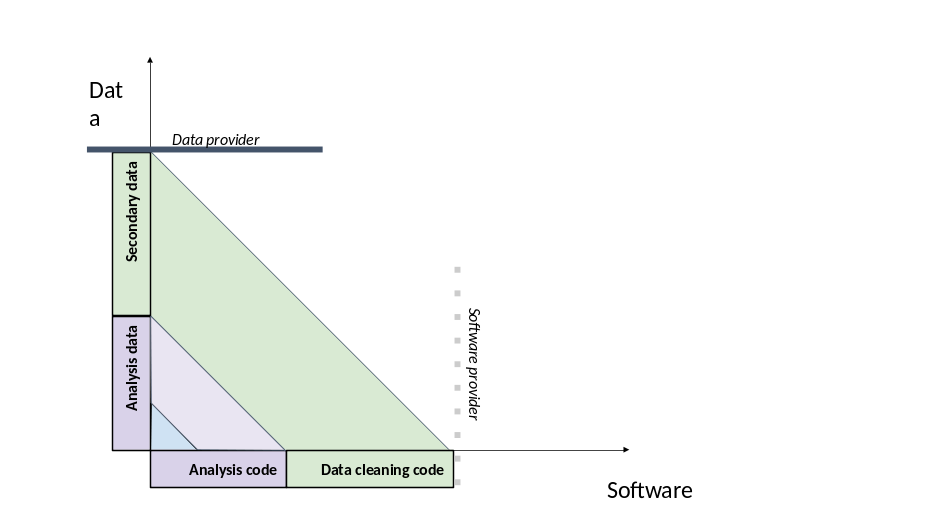 Dat
a
Data provider
Secondary data
Analysis data
Software provider
Analysis code
Data cleaning code
Software